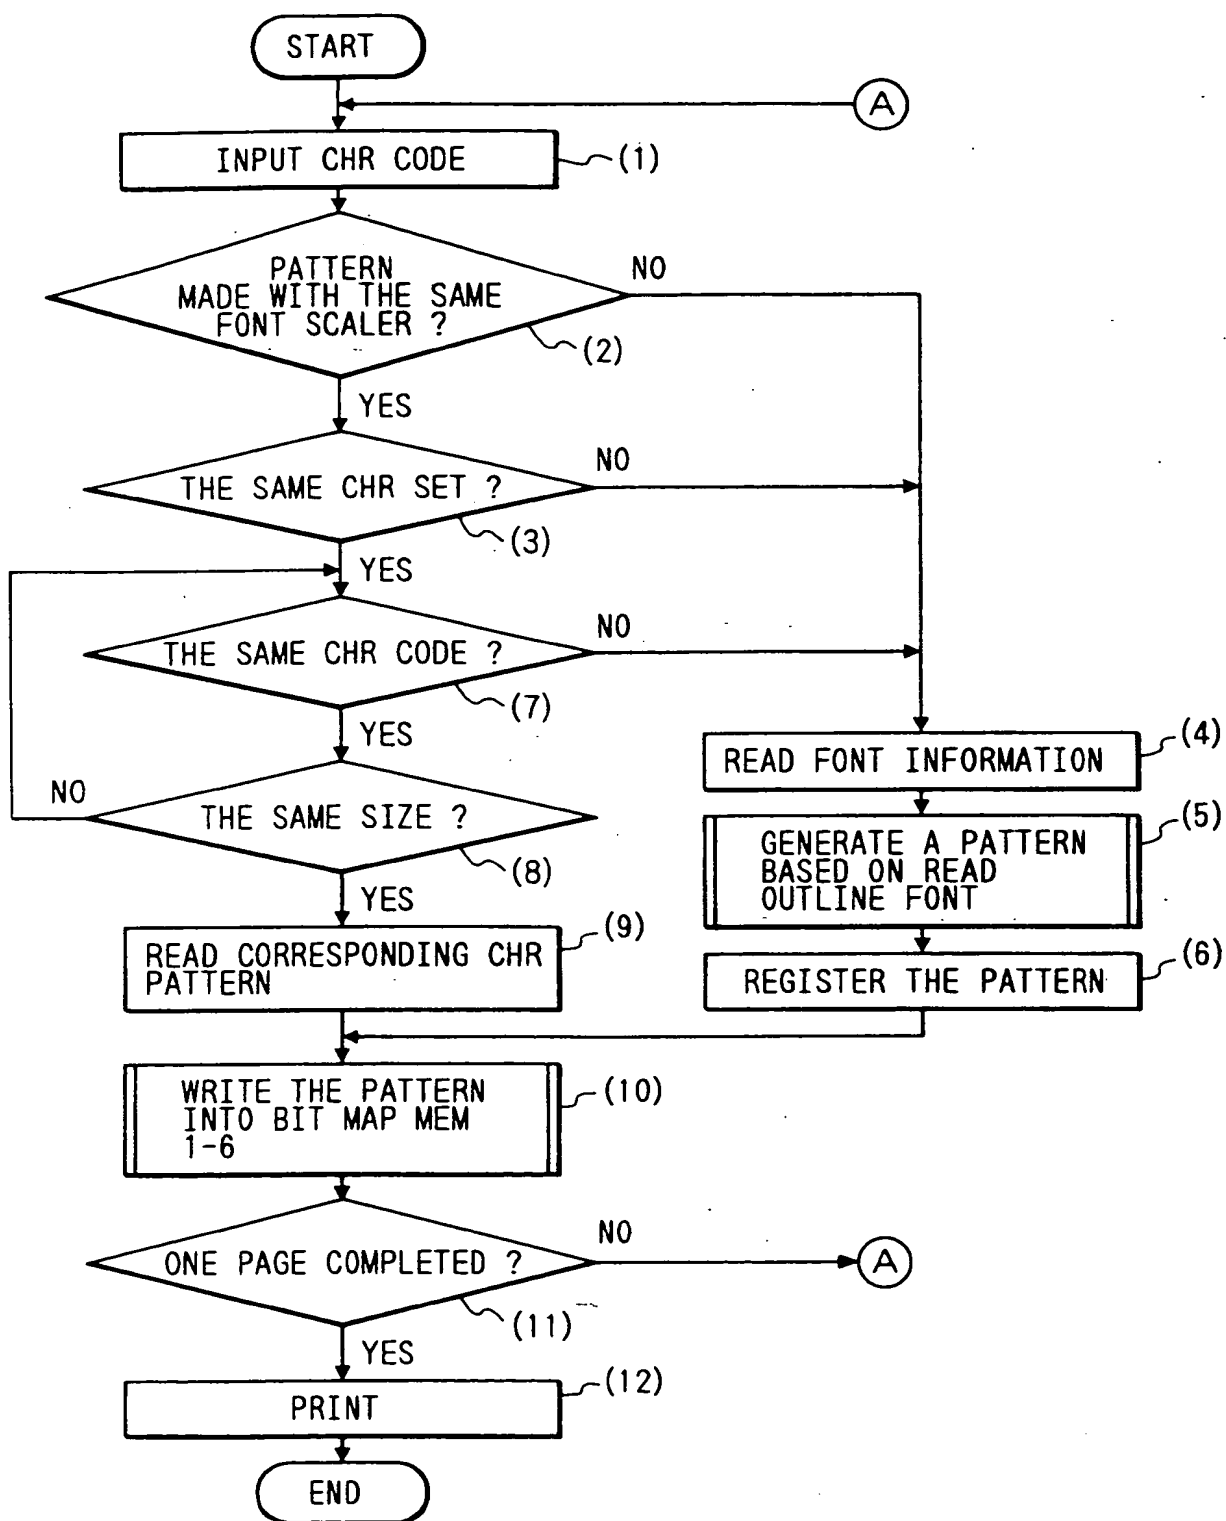 START
A
INPUT CHR CODE
(1)
PATTERN
MADE WITH THE SAME
FONT SCALER ?
NO
(2)
YES
THE SAME CHR SET ?
NO
(3)
YES
THE SAME CHR CODE ?
NO
(7)
YES
THE SAME SIZE ?
NO
(8)
YES
READ FONT INFORMATION
(4)
GENERATE A PATTERN
BASED ON READ
OUTLINE FONT
(5)
REGISTER THE PATTERN
(6)
READ CORRESPONDING CHR
PATTERN
(9)
WRITE THE PATTERN
INTO BIT MAP MEM
1-6
(10)
ONE PAGE COMPLETED ?
NO
A
(11)
YES
PRINT
(12)
END